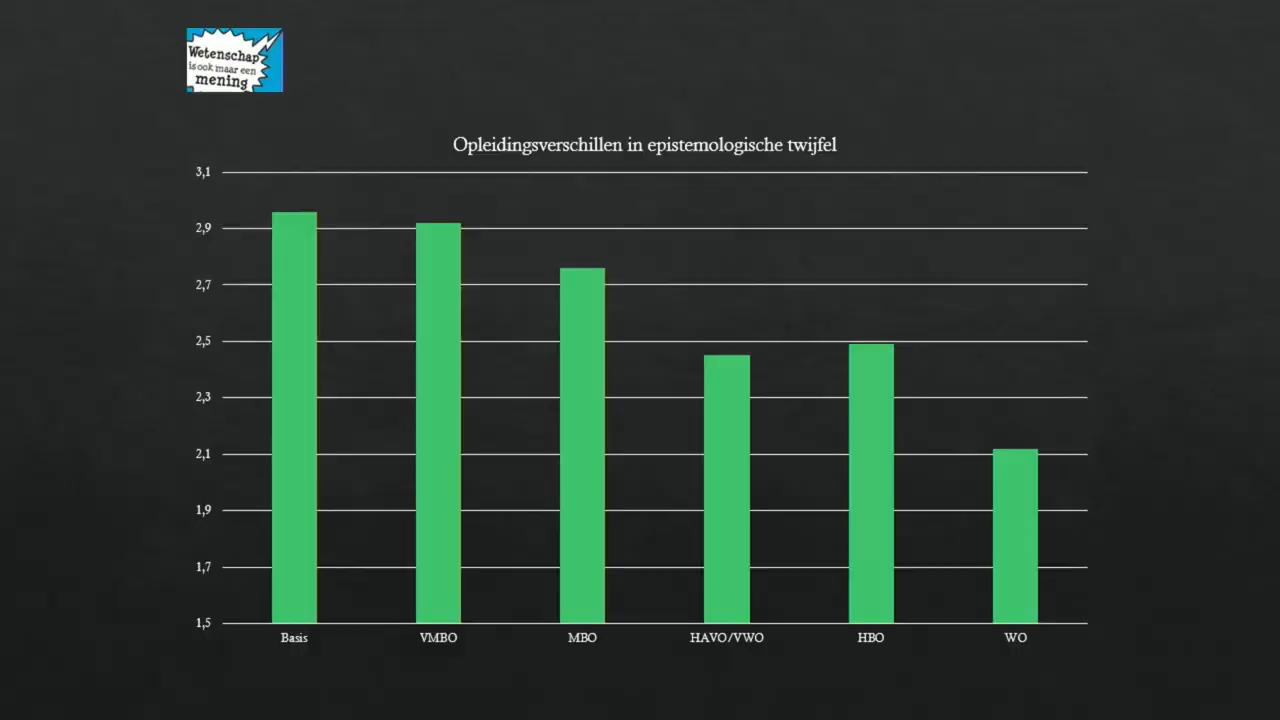 Wetenschap
is ook maar een
mening
Opleidingsverschillen in epistemologische twijfel
3,1
2,9
2,7
2,5
2,3
2,1
1,9
1,7
1,5
Basis VMBO MBO HAVO/VWO HBO WO